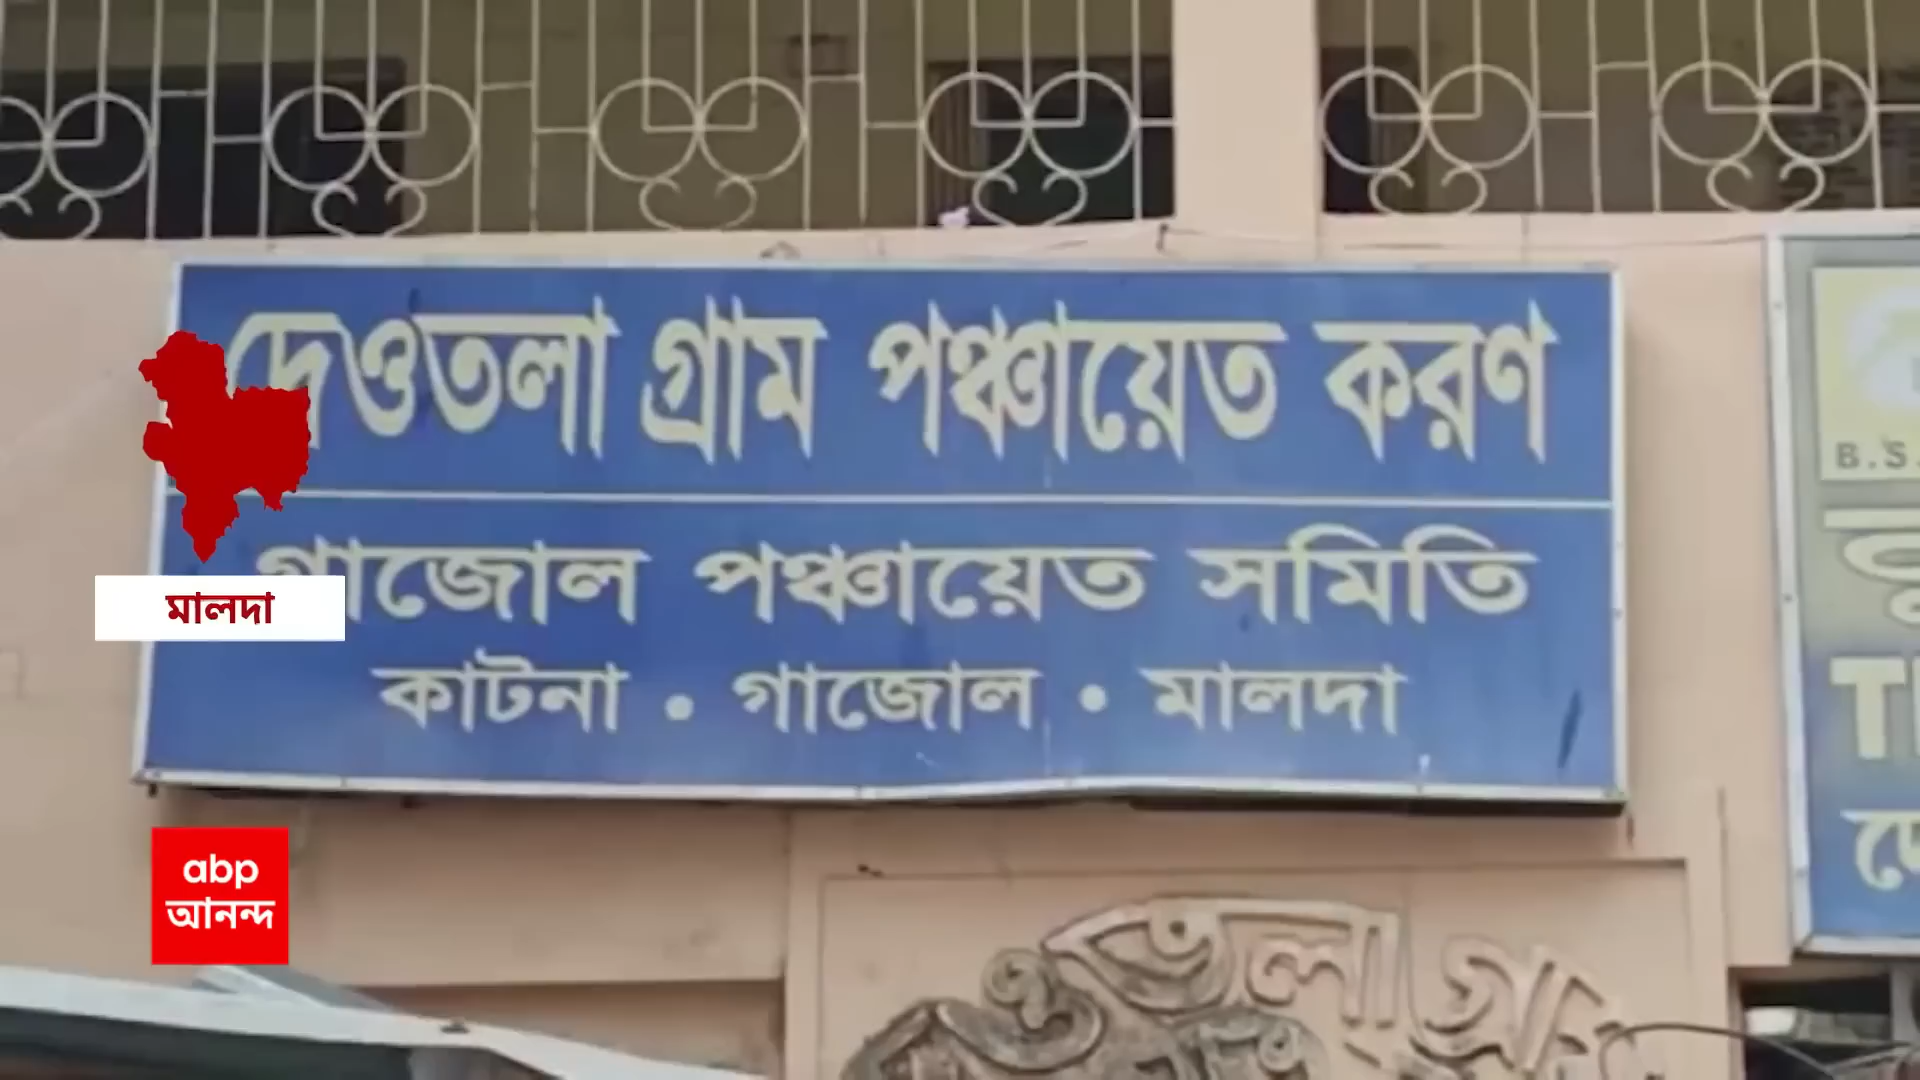 দেওতলা গ্রাম পঞ্চায়েত করণ
গাজোল পঞ্চায়েত সমিতি
কাটনা • গাজোল • মালদা
মালদা
abp
আনন্দ
B.S.